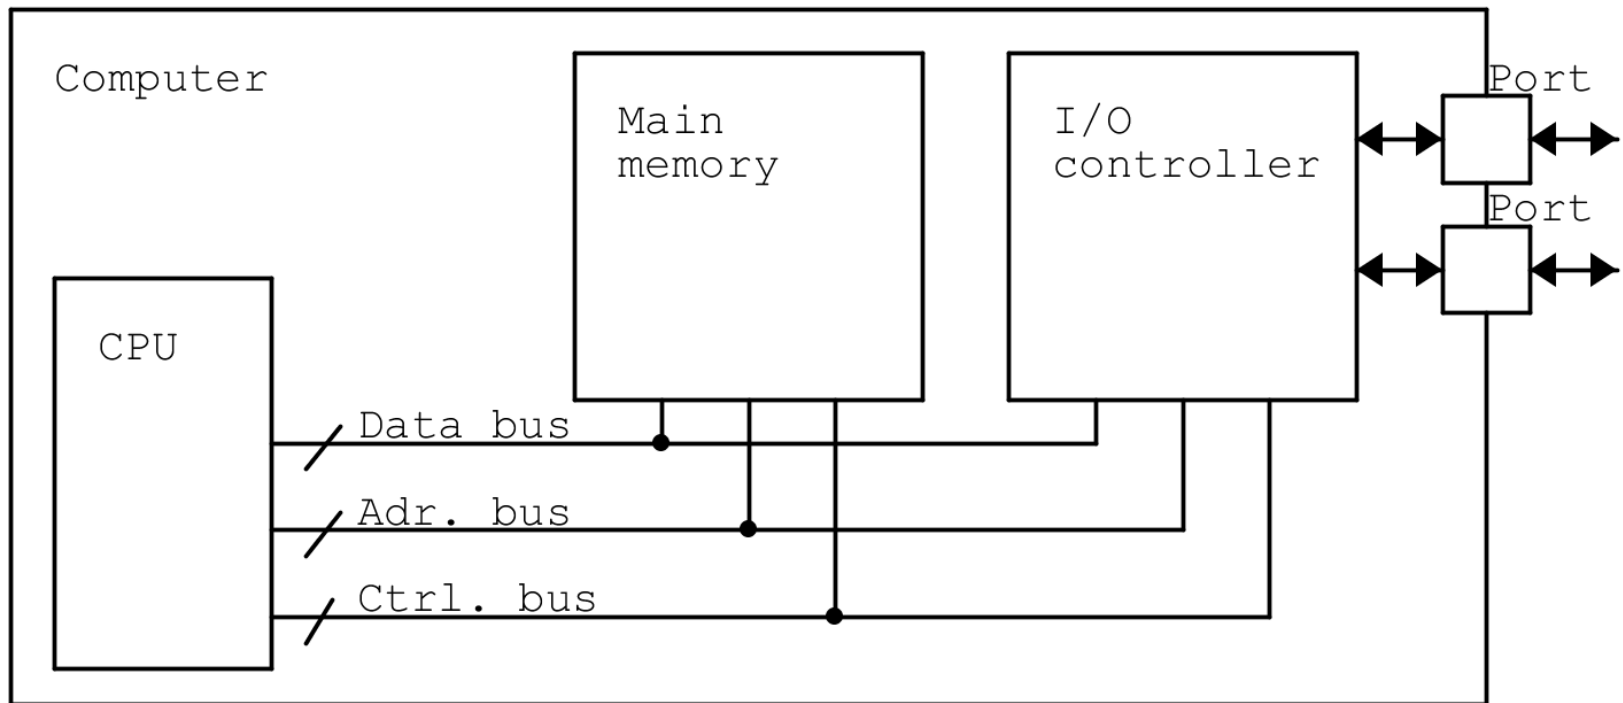 Computer
Main
memory
I/O
controller
Port
Port
CPU
Data bus
Adr. bus
Ctrl. bus